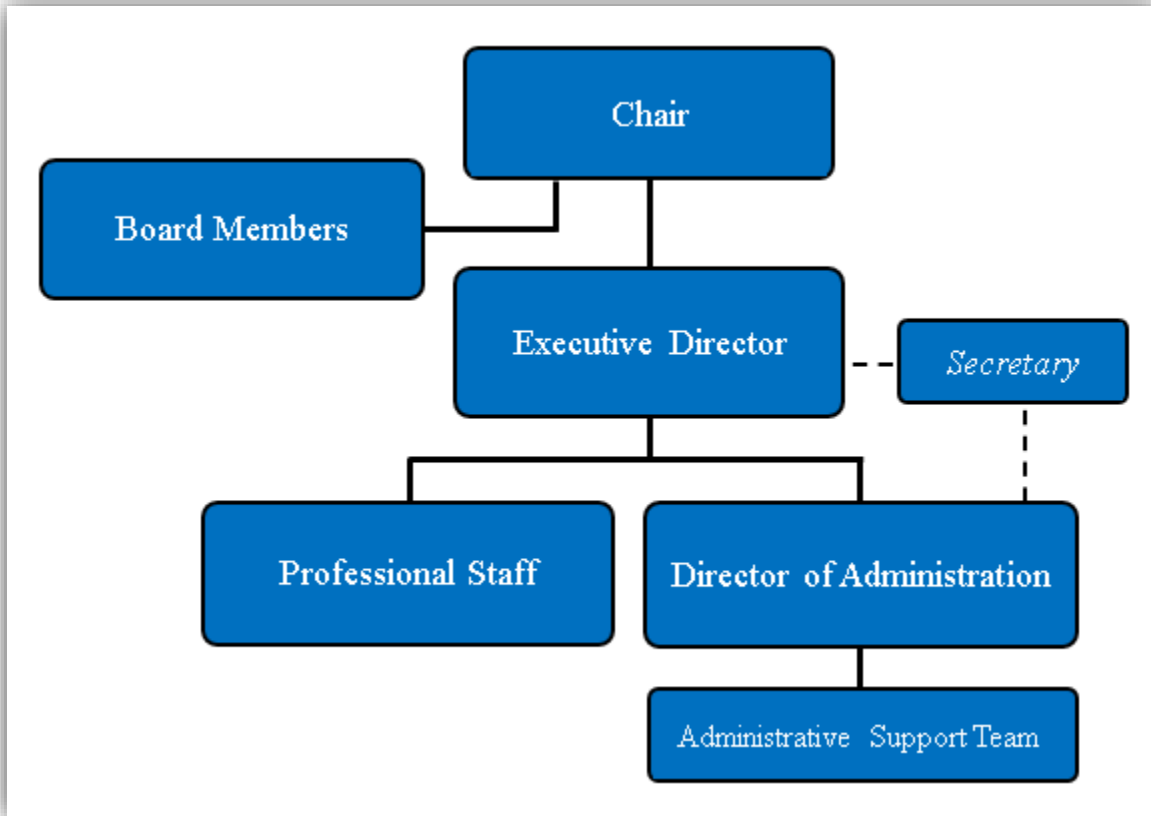 Chair
Board Members
Executive Director
Secretary
Professional Staff
Director of Administration
Administrative Support Team